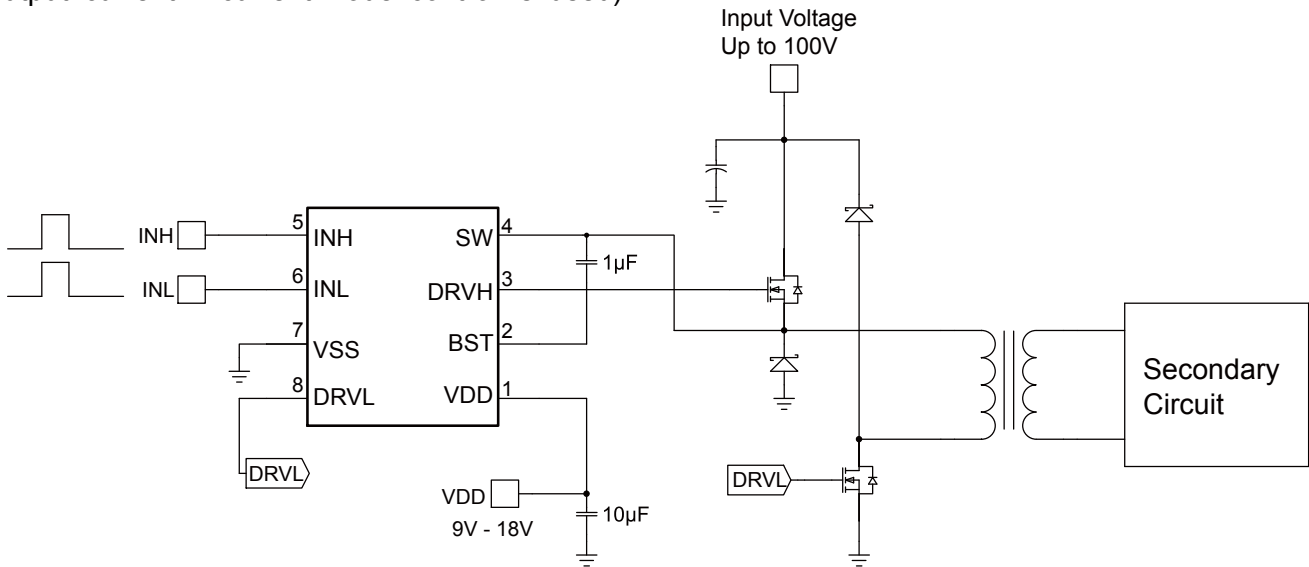 Input Voltage
Up to 100V
INH
INL
5
INH
6
INL
7
VSS
8
DRVL
SW
4
DRVH
3
BST
2
VDD
1
1µF
DRVL
VDD
9V - 18V
10µF
DRVL
Secondary
Circuit